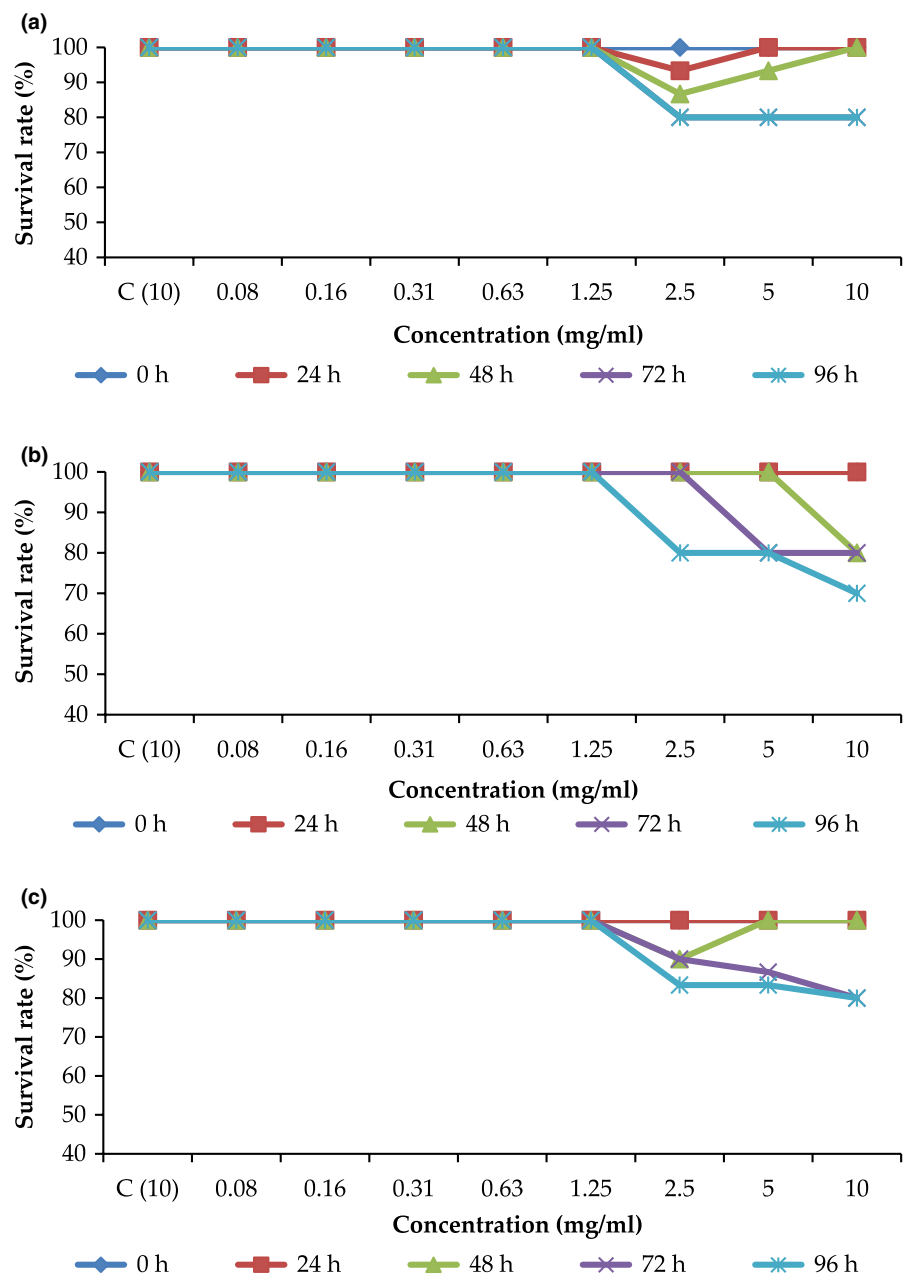 (a)
100
90
80
70
60
50
40
Survival rate (%)
C (10) 0.08 0.16 0.31 0.63 1.25 2.5 5 10
Concentration (mg/ml)
0 h 24 h 48 h 72 h 96 h
(b)
100
90
80
70
60
50
40
Survival rate (%)
C (10) 0.08 0.16 0.31 0.63 1.25 2.5 5 10
Concentration (mg/ml)
0 h 24 h 48 h 72 h 96 h
(c)
100
90
80
70
60
50
40
Survival rate (%)
C (10) 0.08 0.16 0.31 0.63 1.25 2.5 5 10
Concentration (mg/ml)
0 h 24 h 48 h 72 h 96 h